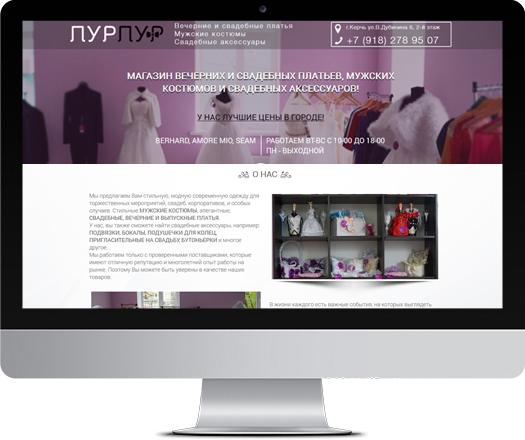 ПУРПУР
Вечерние и свадебные платья
Мужские костюмы
Свадебные аксессуары
г.Керчь ул.В.Дубинина 6, 2-й этаж
+7 (918) 278 95 07
МАГАЗИН ВЕЧЕРНИХ И СВАДЕБНЫХ ПЛАТЬЕВ, МУЖСКИХ
КОСТЮМОВ И СВАДЕБНЫХ АКСЕССУАРОВ!
У НАС ЛУЧШИЕ ЦЕНЫ В ГОРОДЕ!
BERHARD, AMORE MIO, SEAM
РАБОТАЕМ ВТ-ВС С 10-00 ДО 18-00
ПН - ВЫХОДНОЙ
О НАС
Мы предлагаем Вам стильную, модную современную одежду для
торжественных мероприятий, свадеб, корпоративов, и особых
случаев. Стильные МУЖСКИЕ КОСТЮМЫ, элегантные,
СВАДЕБНЫЕ, ВЕЧЕРНИЕ И ВЫПУСКНЫЕ ПЛАТЬЯ.
У нас, вы также сможете найти свадебные аксессуары, например:
ПОДВЯЗКИ, БОКАЛЫ, ПОДУШЕЧКИ ДЛЯ КОЛЕЦ,
ПРИГЛАСИТЕЛЬНЫЕ НА СВАДЬБУ, БУТОНЬЕРКИ и многое
другое...
Мы работаем только с проверенными поставщиками, которые
имеют отличную репутацию и многолетний опыт работы на
рынке. Поэтому Вы можете быть уверены в качестве наших
товаров.
В жизни каждого есть важные события, на которых выглядеть